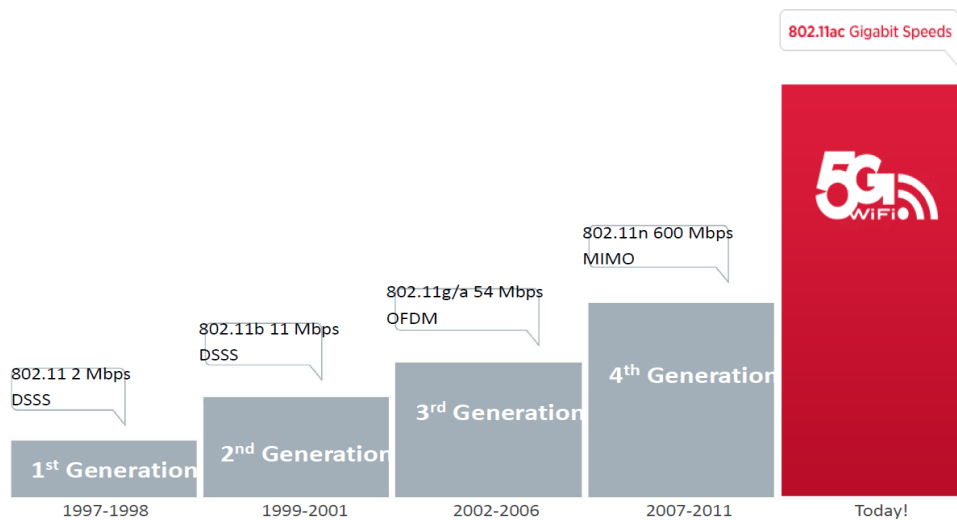 802.11ac Gigabit Speeds
5G
WiFi
802.11n 600 Mbps
MIMO
802.11g/a 54 Mbps
OFDM
802.11b 11 Mbps
DSSS
802.11 2 Mbps
DSSS
1st Generation
2nd Generation
3rd Generation
4th Generation
1997-1998
1999-2001
2002-2006
2007-2011
Today!